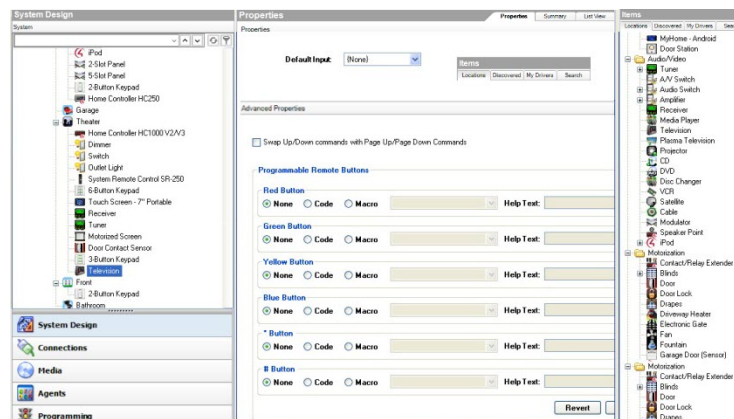 System Design
System
iPod
2-Slot Panel
5-Slot Panel
2-Button Keypad
Home Controller HC250
Garage
Theater
Home Controller HC1000 V2/V3
Dimmer
Switch
Outlet Light
System Remote Control SR-250
6-Button Keypad
Touch Screen - 7" Portable
Receiver
Tuner
Motorized Screen
Door Contact Sensor
3-Button Keypad
Television
Front
2-Button Keypad
Bathroom
System Design
Connections
Media
Agents
Programming
Properties
Properties Summary List View
Properties
Default Input: (None)
Items
Locations Discovered My Drivers Search
Advanced Properties
Swap Up/Down commands with Page Up/Page Down Commands
Programmable Remote Buttons
Red Button
None Code Macro Help Text:
Green Button
None Code Macro Help Text:
Yellow Button
None Code Macro Help Text:
Blue Button
None Code Macro Help Text:
* Button
None Code Macro Help Text:
# Button
None Code Macro Help Text:
Revert
Items
Locations Discovered My Drivers Sear
MyHome - Android
Door Station
Audio/Video
Tuner
A/V Switch
Audio Switch
Amplifier
Receiver
Media Player
Television
Plasma Television
Projector
CD
DVD
Disc Changer
VCR
Satellite
Cable
Modulator
Speaker Point
iPod
Motorization
Contact/Relay Extender
Blinds
Door
Door Lock
Drapes
Driveway Heater
Electronic Gate
Fan
Fountain
Garage Door (Sensor)
Motorization
Contact/Relay Extender
Blinds
Door
Door Lock
Drapes